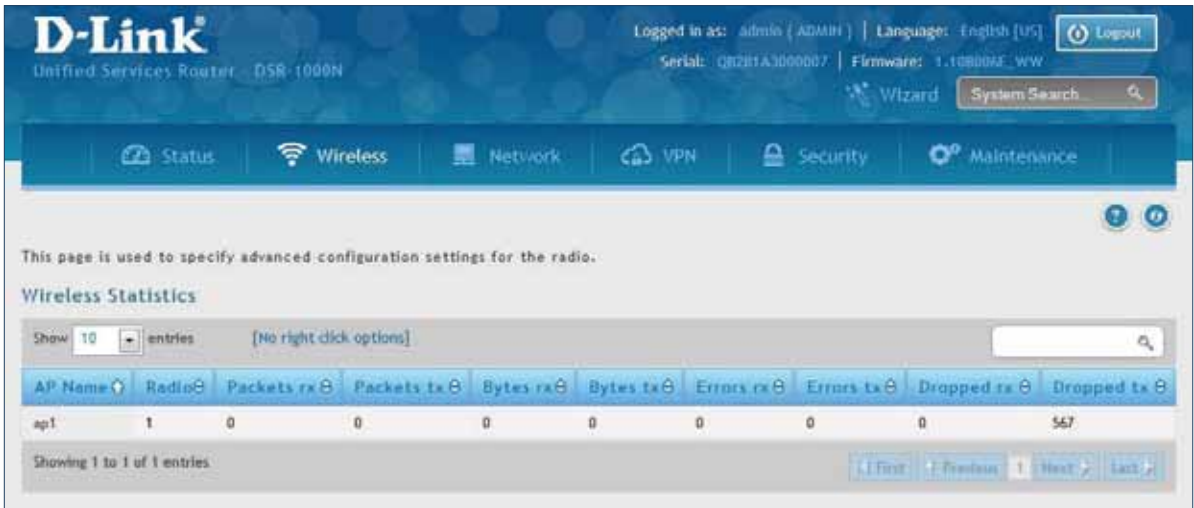 D-Link
Logged in as: admin ( ADMIN ) | Language: English [US] Logout
Unified Services Router - DSR-1000N
Serial: | Firmware:
Wizard System Search
Status Wireless Network VPN Security Maintenance
This page is used to specify advanced configuration settings for the radio.
Wireless Statistics
Show 10 entries [No right click options]
AP Name Radio Packets rx Packets tx Bytes rx Bytes tx Errors rx Errors tx Dropped rx Dropped tx
ap1 1 0 0 0 0 0 0 0 567
Showing 1 to 1 of 1 entries First Previous 1 Next Last